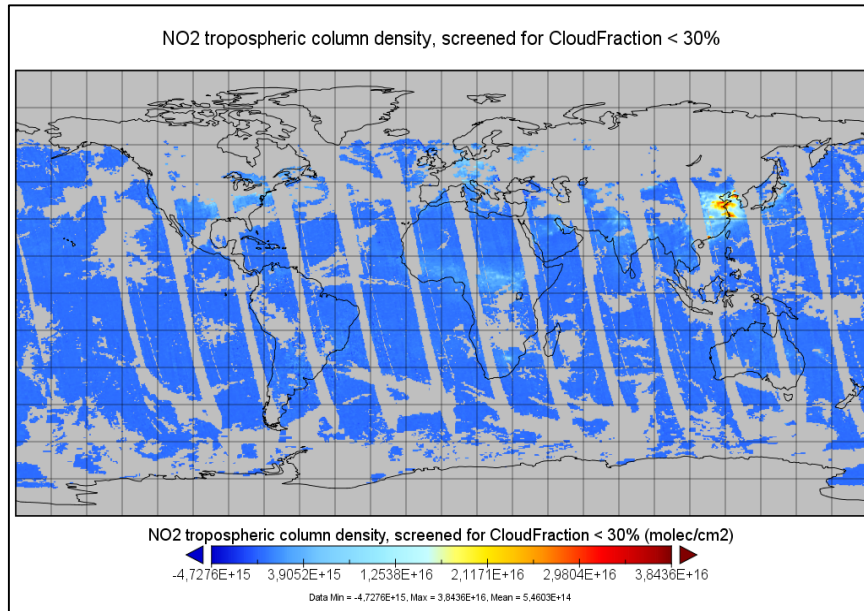 NO2 tropospheric column density, screened for CloudFraction < 30%
NO2 tropospheric column density, screened for CloudFraction < 30% (molec/cm2)
-4,7276E+15 3,9052E+15 1,2538E+16 2,1171E+16 2,9804E+16 3,8436E+16
Data Min = -4,7276E+15, Max = 3,8436E+16, Mean = 5,4603E+14